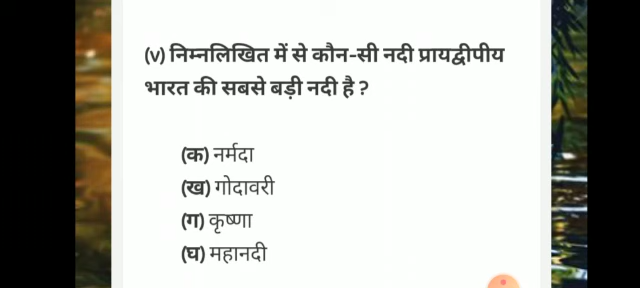 (v) निम्नलिखित में से कौन-सी नदी प्रायद्वीपीय
भारत की सबसे बड़ी नदी है ?
(क) नर्मदा
(ख) गोदावरी
(ग) कृष्णा
(घ) महानदी